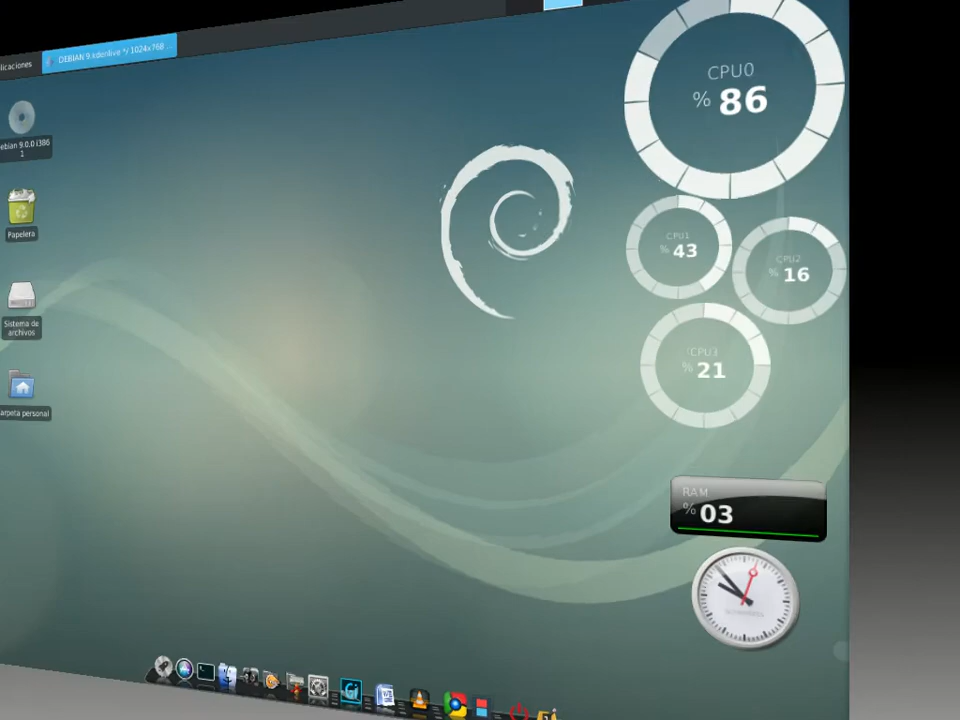 licaciones
DEBIAN 9 xdenlive */ 1024x768 ...
ebian 9.0.0 i386
1
Papelera
Sistema de
archivos
arpeta personal
CPU0
% 86
CPU1
% 43
CPU2
% 16
CPU3
% 21
RAM
% 03
Gi